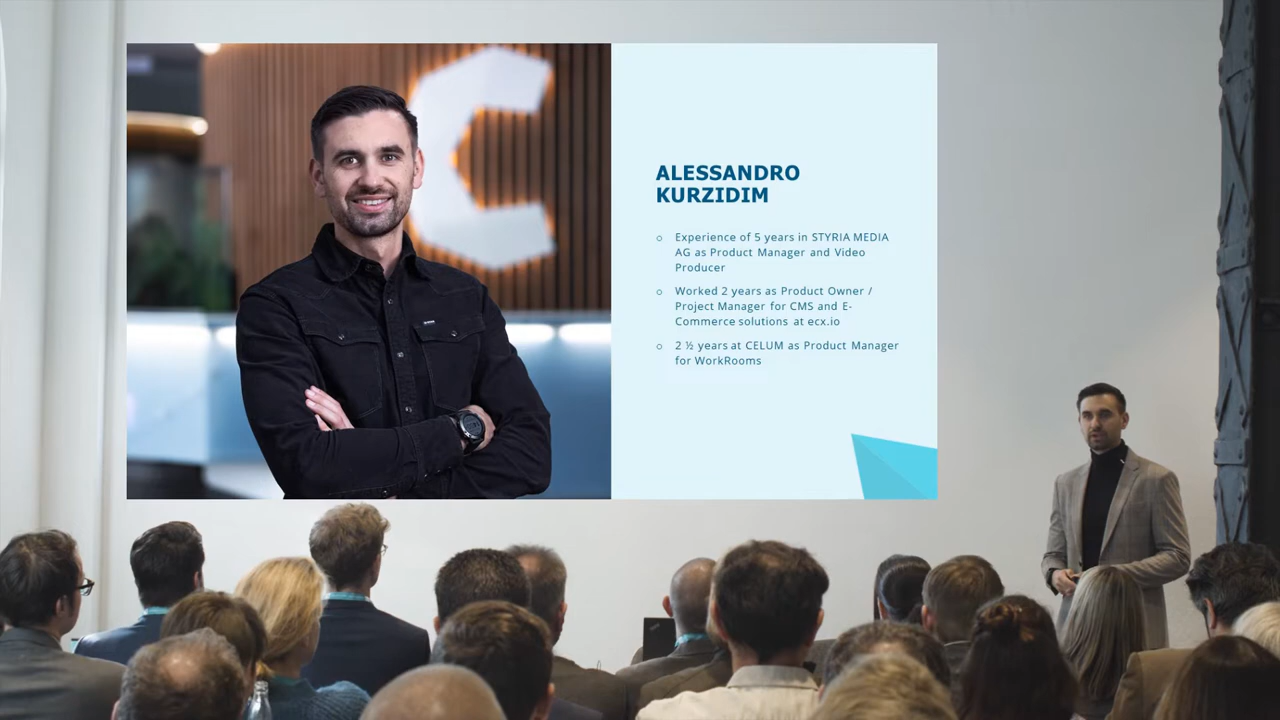 ALESSANDRO
KURZIDIM
Experience of 5 years in STYRIA MEDIA
AG as Product Manager and Video
Producer
Worked 2 years as Product Owner /
Project Manager for CMS and E-
Commerce solutions at ecx.io
2 ½ years at CELUM as Product Manager
for WorkRooms